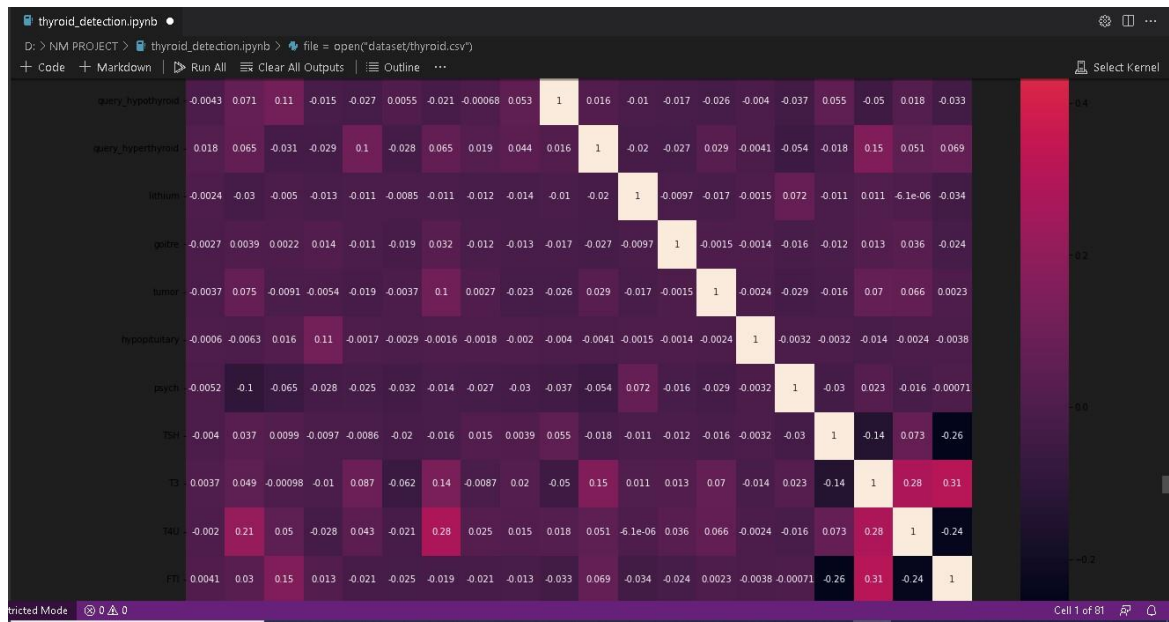 thyroid_detection.ipynb ●
D: > NM PROJECT > thyroid_detection.ipynb > file = open("dataset/thyroid.csv")
+ Code + Markdown | Run All Clear All Outputs | Outline ... Select Kernel
query_hypothyroid -0.0043 0.071 0.11 -0.015 -0.027 0.0055 -0.021 -0.00068 0.053 1 0.016 -0.01 -0.017 -0.026 -0.004 -0.037 0.055 -0.05 0.018 -0.033 0.4
query_hyperthyroid 0.018 0.065 -0.031 -0.029 0.1 -0.028 0.065 0.019 0.044 0.016 1 -0.02 -0.027 0.029 -0.0041 -0.054 -0.018 0.15 0.051 0.069
lithium -0.0024 -0.03 -0.005 -0.013 -0.011 -0.0085 -0.011 -0.012 -0.014 -0.01 -0.02 1 -0.0097 -0.017 -0.0015 0.072 -0.011 0.011 -6.1e-06 -0.034
goitre -0.0027 0.0039 0.0022 0.014 -0.011 -0.019 0.032 -0.012 -0.013 -0.017 -0.027 -0.0097 1 -0.0015 -0.0014 -0.016 -0.012 0.013 0.036 -0.024 0.2
tumor -0.0037 0.075 -0.0091 -0.0054 -0.019 -0.0037 0.1 0.0027 -0.023 -0.026 0.029 -0.017 -0.0015 1 -0.0024 -0.029 -0.016 0.07 0.066 0.0023
hypopituitary -0.0006 -0.0063 0.016 0.11 -0.0017 -0.0029 -0.0016 -0.0018 -0.002 -0.004 -0.0041 -0.0015 -0.0014 -0.0024 1 -0.0032 -0.0032 -0.014 -0.0024 -0.0038
psych -0.0052 -0.1 -0.065 -0.028 -0.025 -0.032 -0.014 -0.027 -0.03 -0.037 -0.054 0.072 -0.016 -0.029 -0.0032 1 -0.03 0.023 -0.016 -0.00071 0.0
TSH -0.004 0.037 0.0099 -0.0097 -0.0086 -0.02 -0.016 0.015 0.0039 0.055 -0.018 -0.011 -0.012 -0.016 -0.0032 -0.03 1 -0.14 0.073 -0.26
T3 0.0037 0.049 -0.00098 -0.01 0.087 -0.062 0.14 -0.0087 0.02 -0.05 0.15 0.011 0.013 0.07 -0.014 0.023 -0.14 1 0.28 0.31
T4U -0.002 0.21 0.05 -0.028 0.043 -0.021 0.28 0.025 0.015 0.018 0.051 -6.1e-06 0.036 0.066 -0.0024 -0.016 0.073 0.28 1 -0.24 -0.2
FTI 0.0041 0.03 0.15 0.013 -0.021 -0.025 -0.019 -0.021 -0.013 -0.033 0.069 -0.034 -0.024 0.0023 -0.0038 -0.00071 -0.26 0.31 -0.24 1
tricted Mode 0 0 Cell 1 of 81